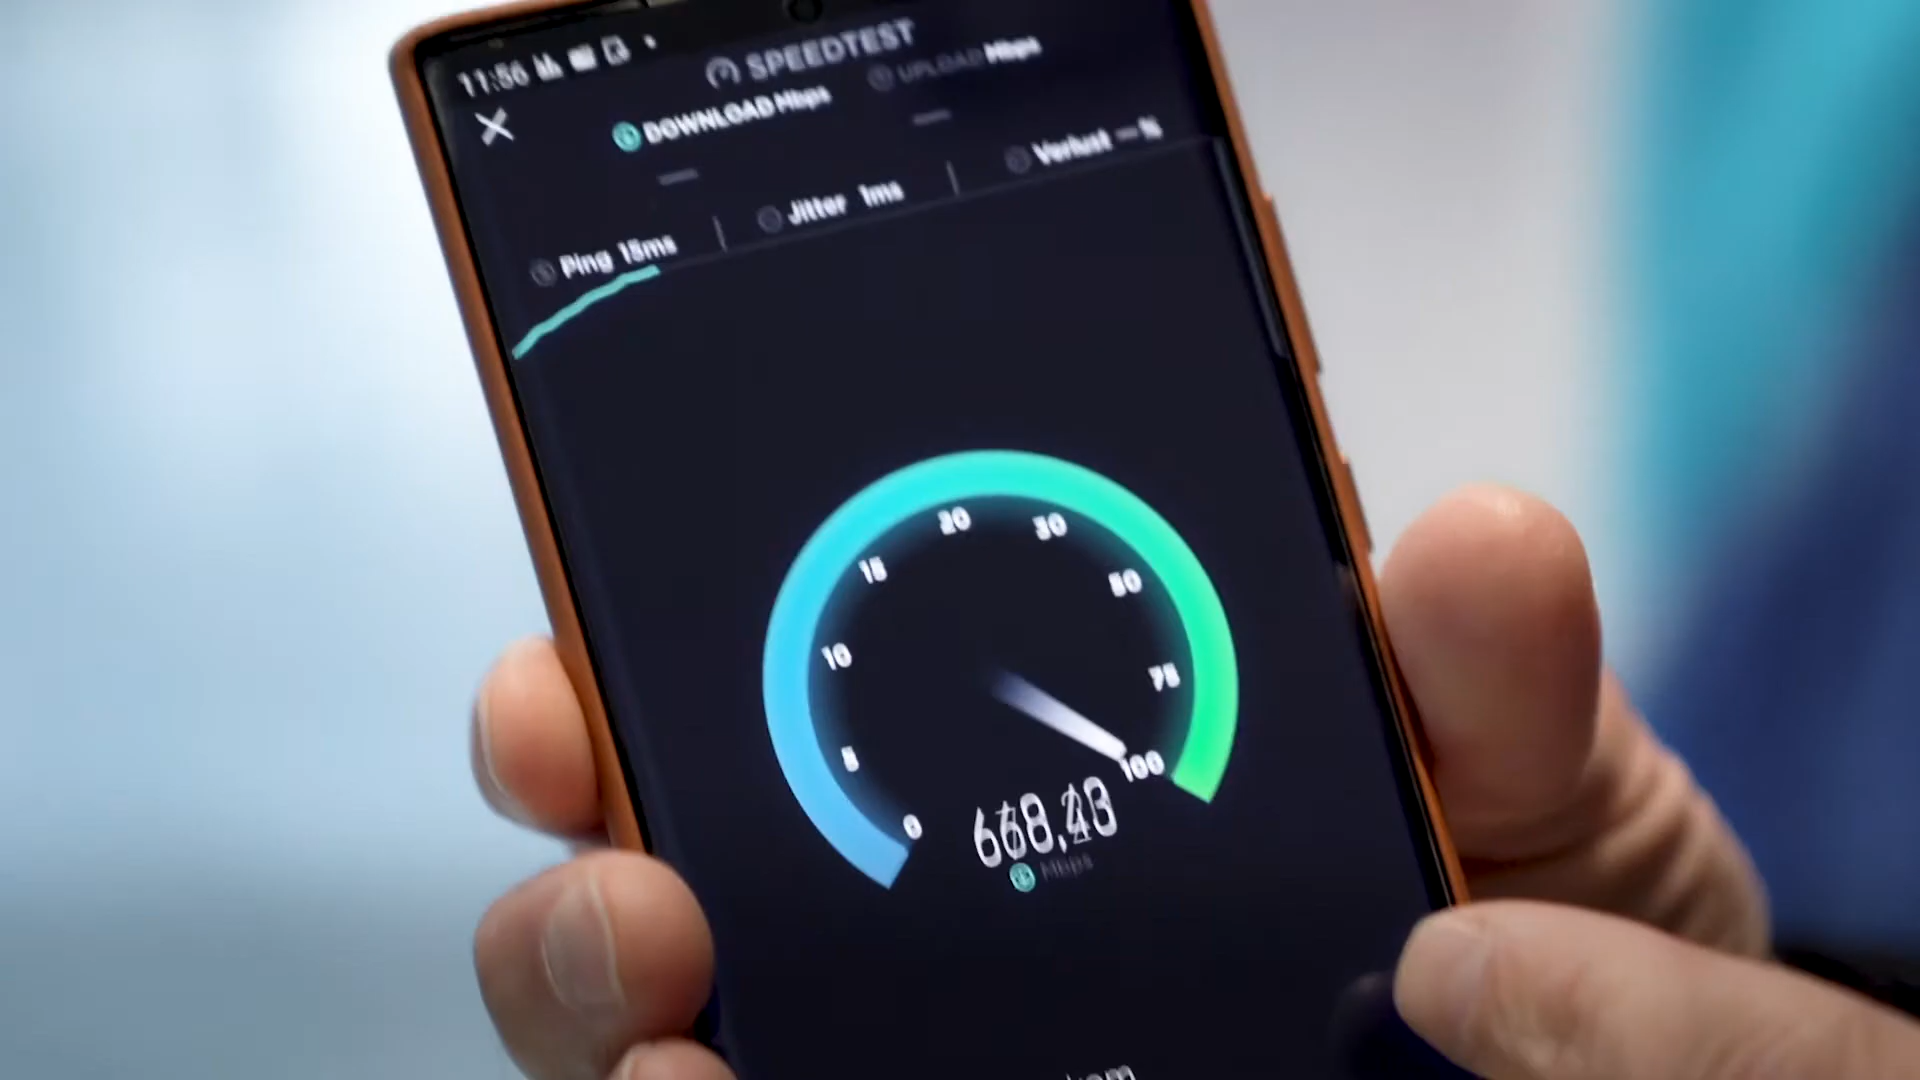 11:56
SPEEDTEST
DOWNLOAD Mbps
UPLOAD Mbps
—
—
Ping 15ms
Jitter 1ms
Verlust — %
0
5
10
15
20
30
50
75
100
Mbps